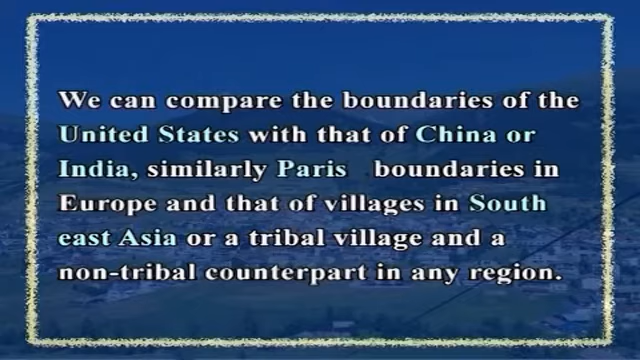 We can compare the boundaries of the
United States with that of China or
India, similarly Paris boundaries in
Europe and that of villages in South
east Asia or a tribal village and a
non-tribal counterpart in any region.